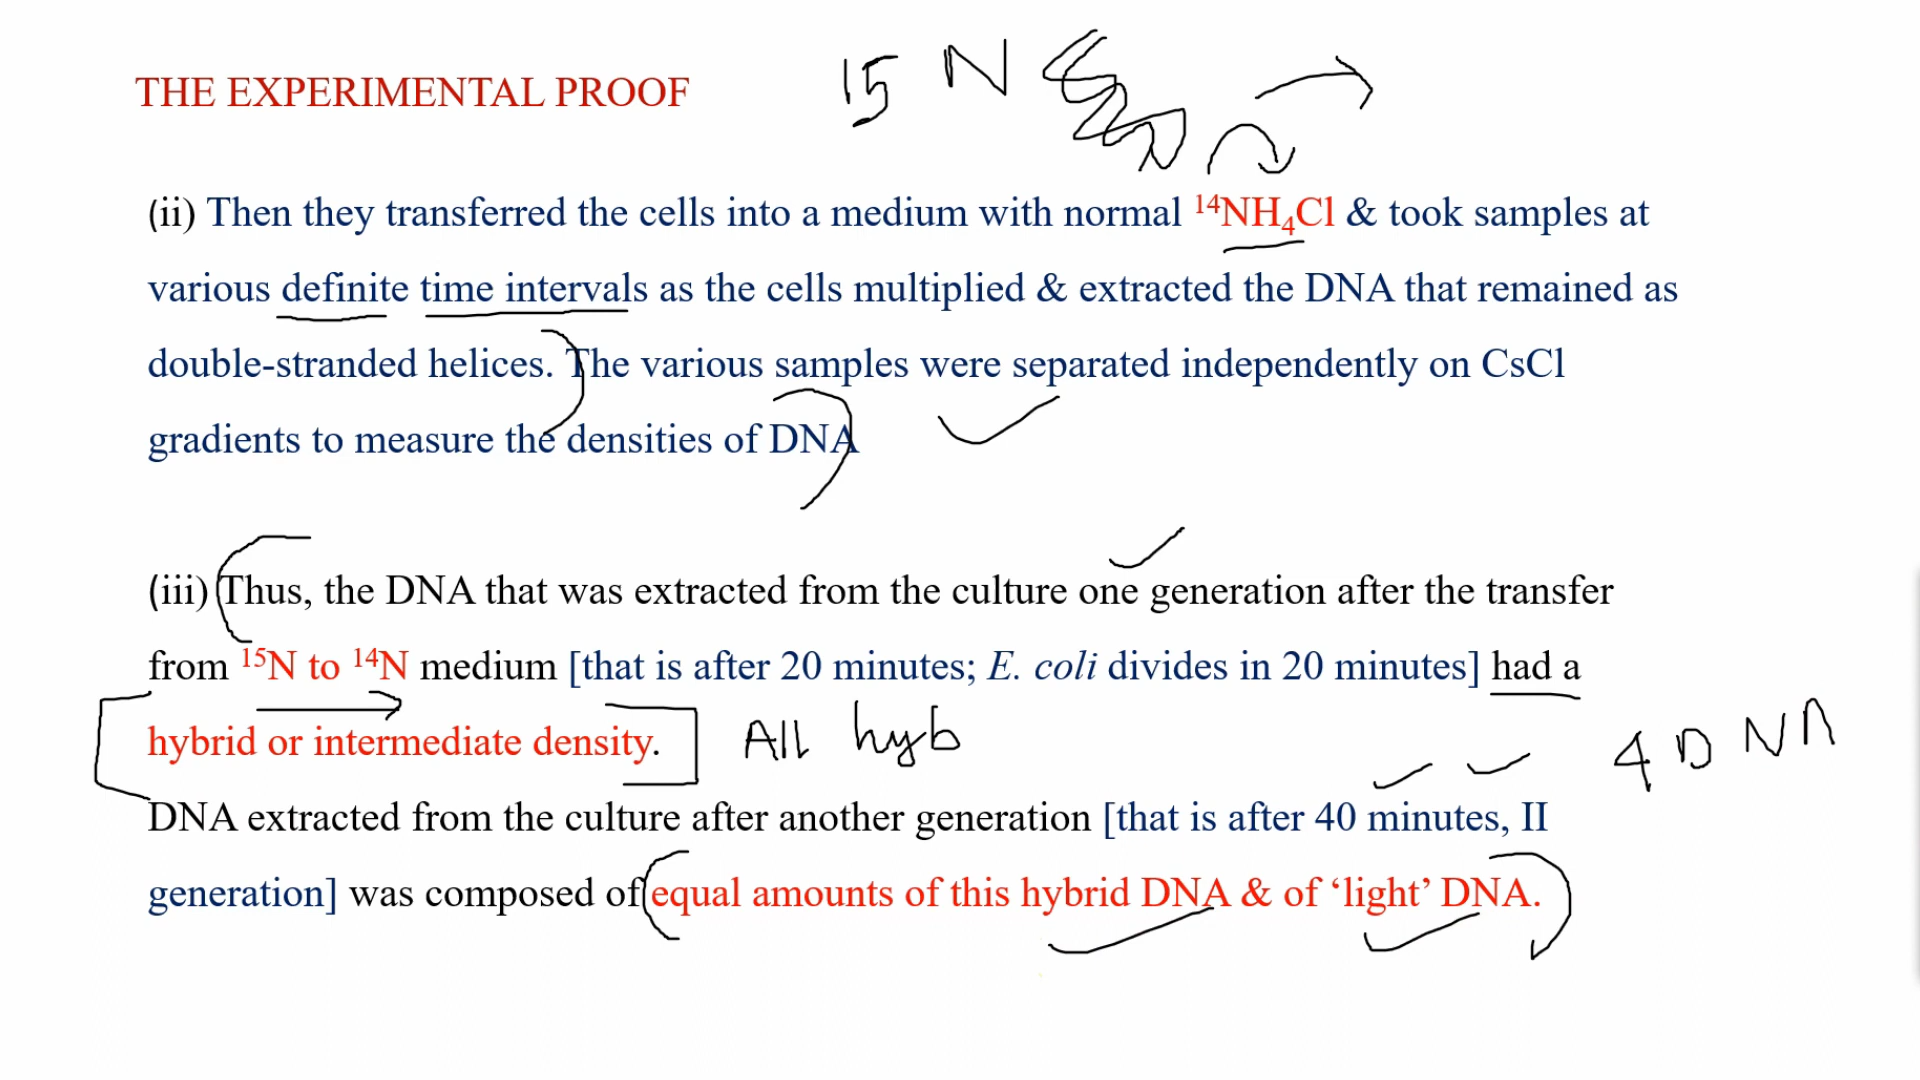 THE EXPERIMENTAL PROOF 15 N
(ii) Then they transferred the cells into a medium with normal ¹⁴NH₄Cl & took samples at
various definite time intervals as the cells multiplied & extracted the DNA that remained as
double-stranded helices. The various samples were separated independently on CsCl
gradients to measure the densities of DNA
(iii) Thus, the DNA that was extracted from the culture one generation after the transfer
from ¹⁵N to ¹⁴N medium [that is after 20 minutes; E. coli divides in 20 minutes] had a
hybrid or intermediate density. All hyb 4 DNA
DNA extracted from the culture after another generation [that is after 40 minutes, II
generation] was composed of equal amounts of this hybrid DNA & of ‘light’ DNA.